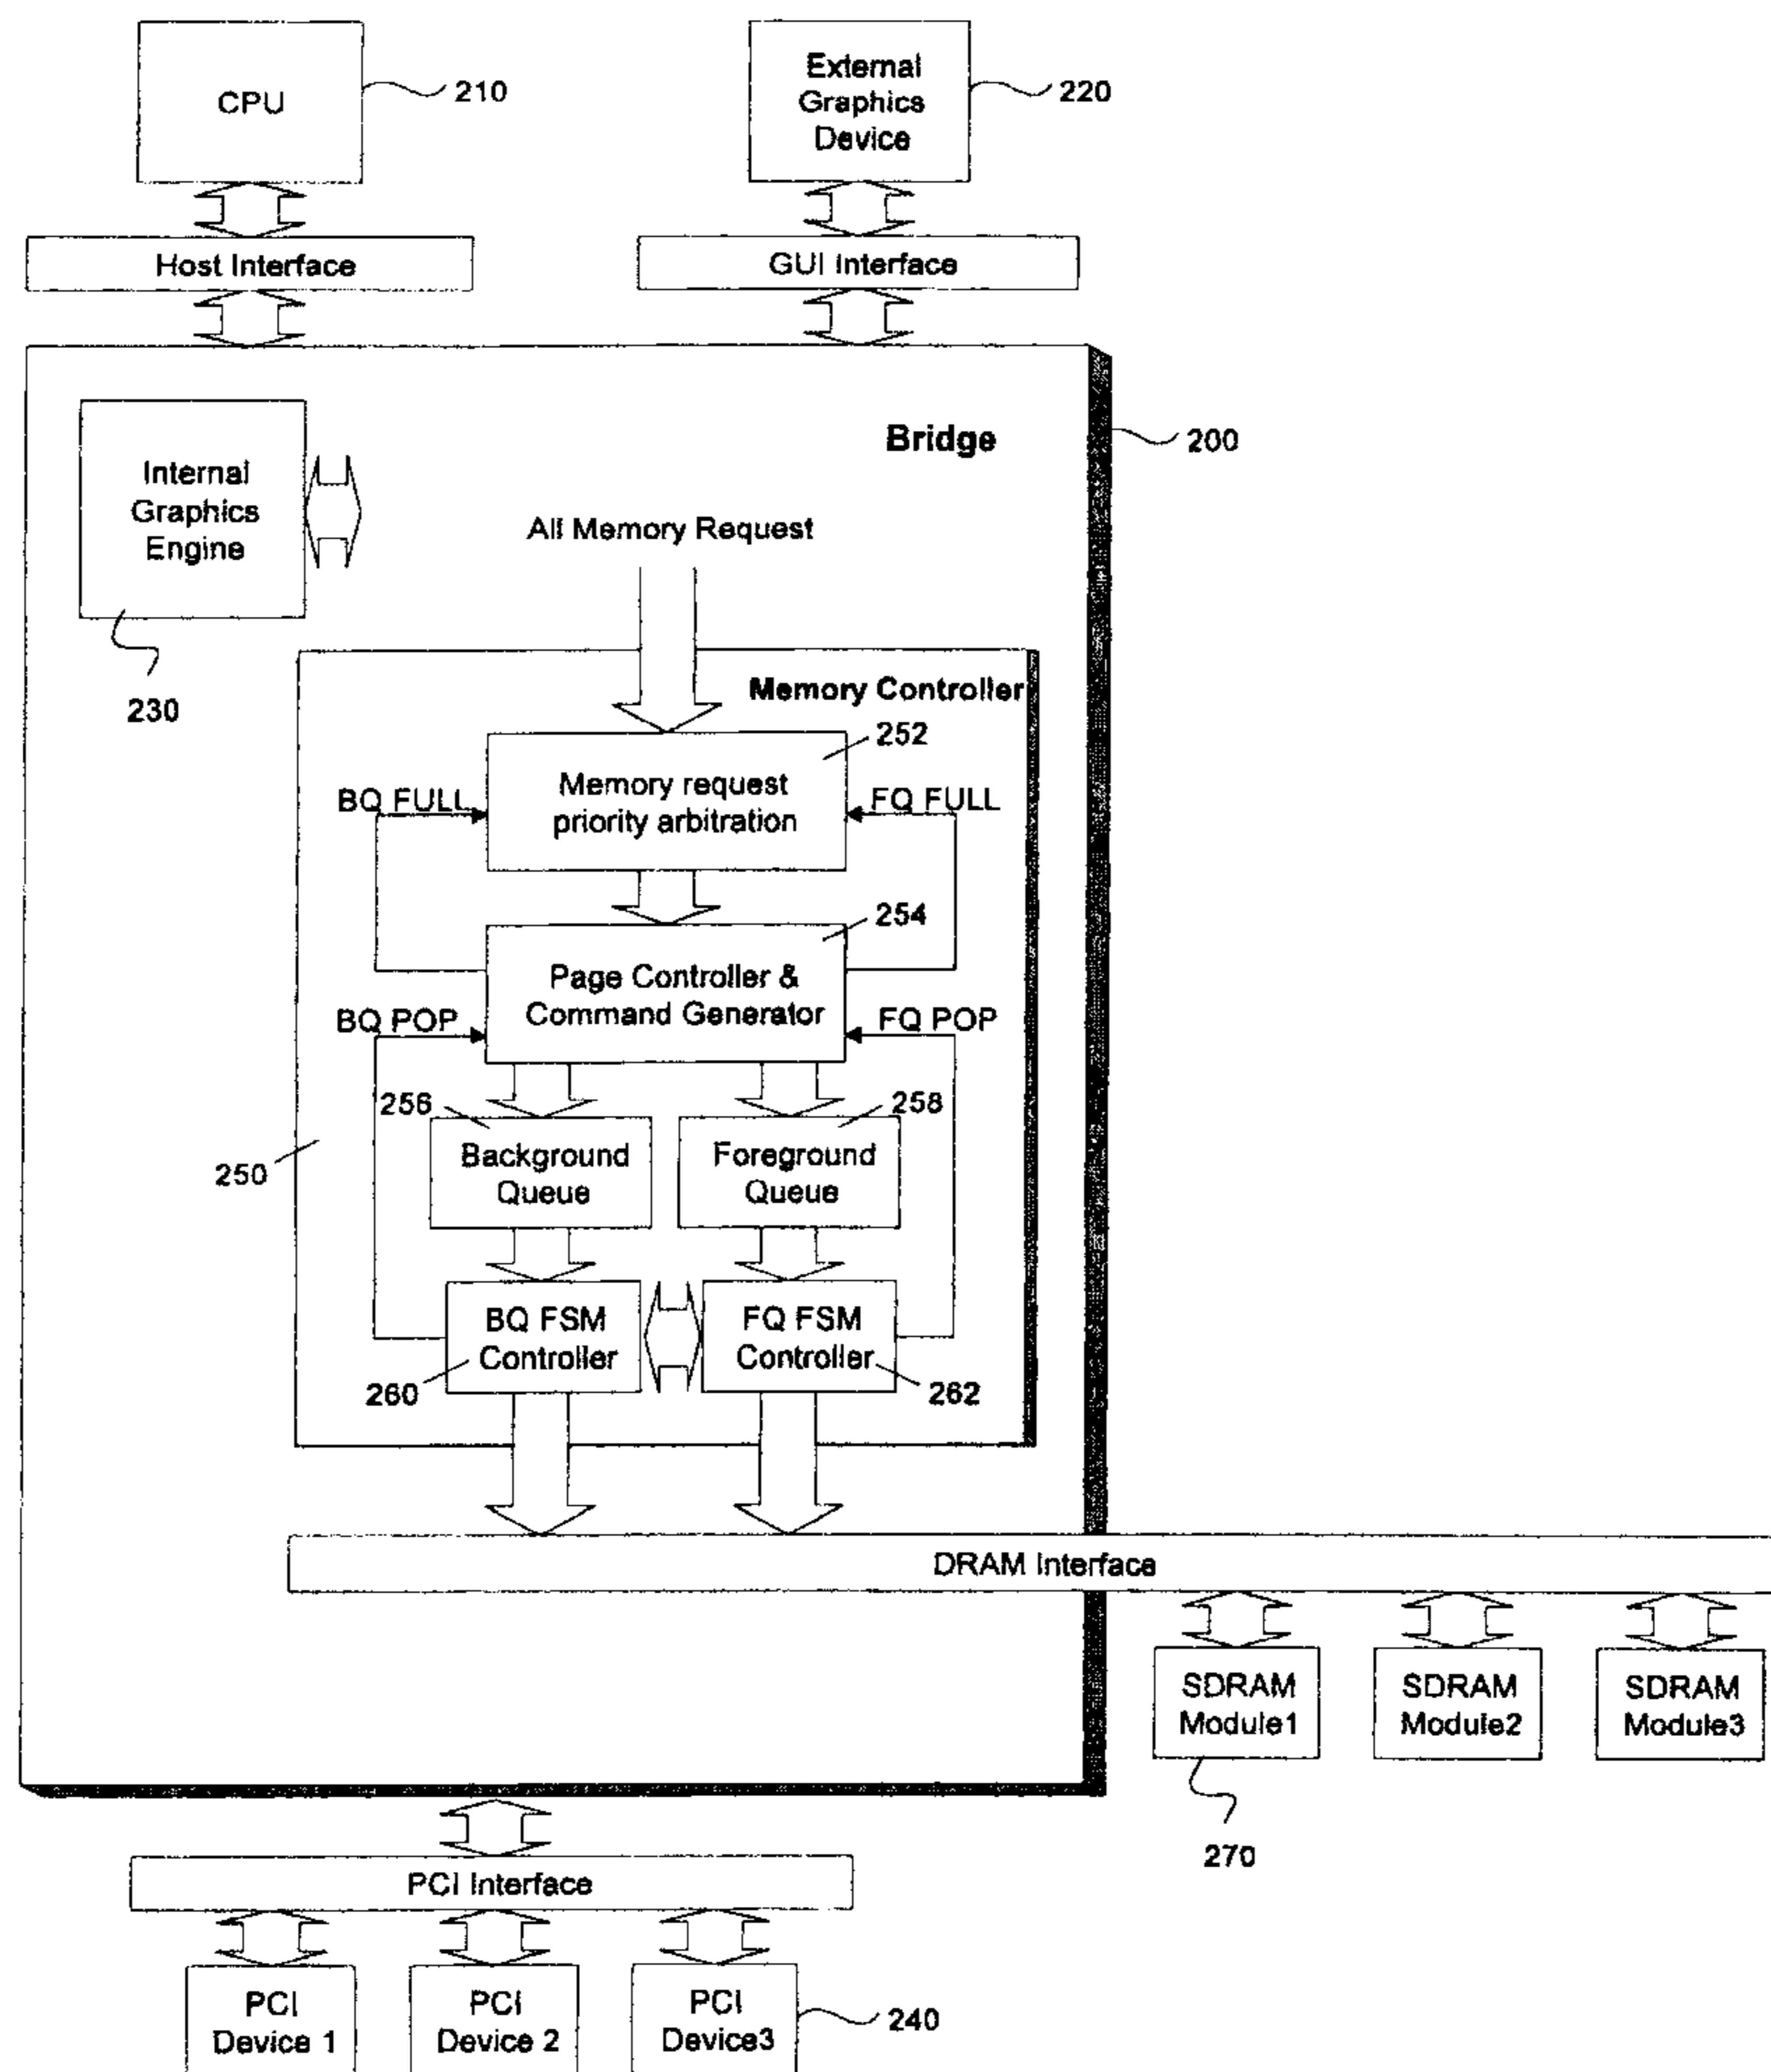 CPU
210
External
Graphics
Device
220
Host Interface
GUI Interface
Bridge
200
Internal
Graphics
Engine
230
All Memory Request
Memory Controller
252
Memory request
priority arbitration
BQ FULL
FQ FULL
254
Page Controller &
Command Generator
BQ POP
FQ POP
256
258
Background
Queue
Foreground
Queue
250
BQ FSM
Controller
FQ FSM
Controller
260
262
DRAM Interface
SDRAM
Module1
SDRAM
Module2
SDRAM
Module3
270
PCI Interface
PCI
Device 1
PCI
Device 2
PCI
Device3
240